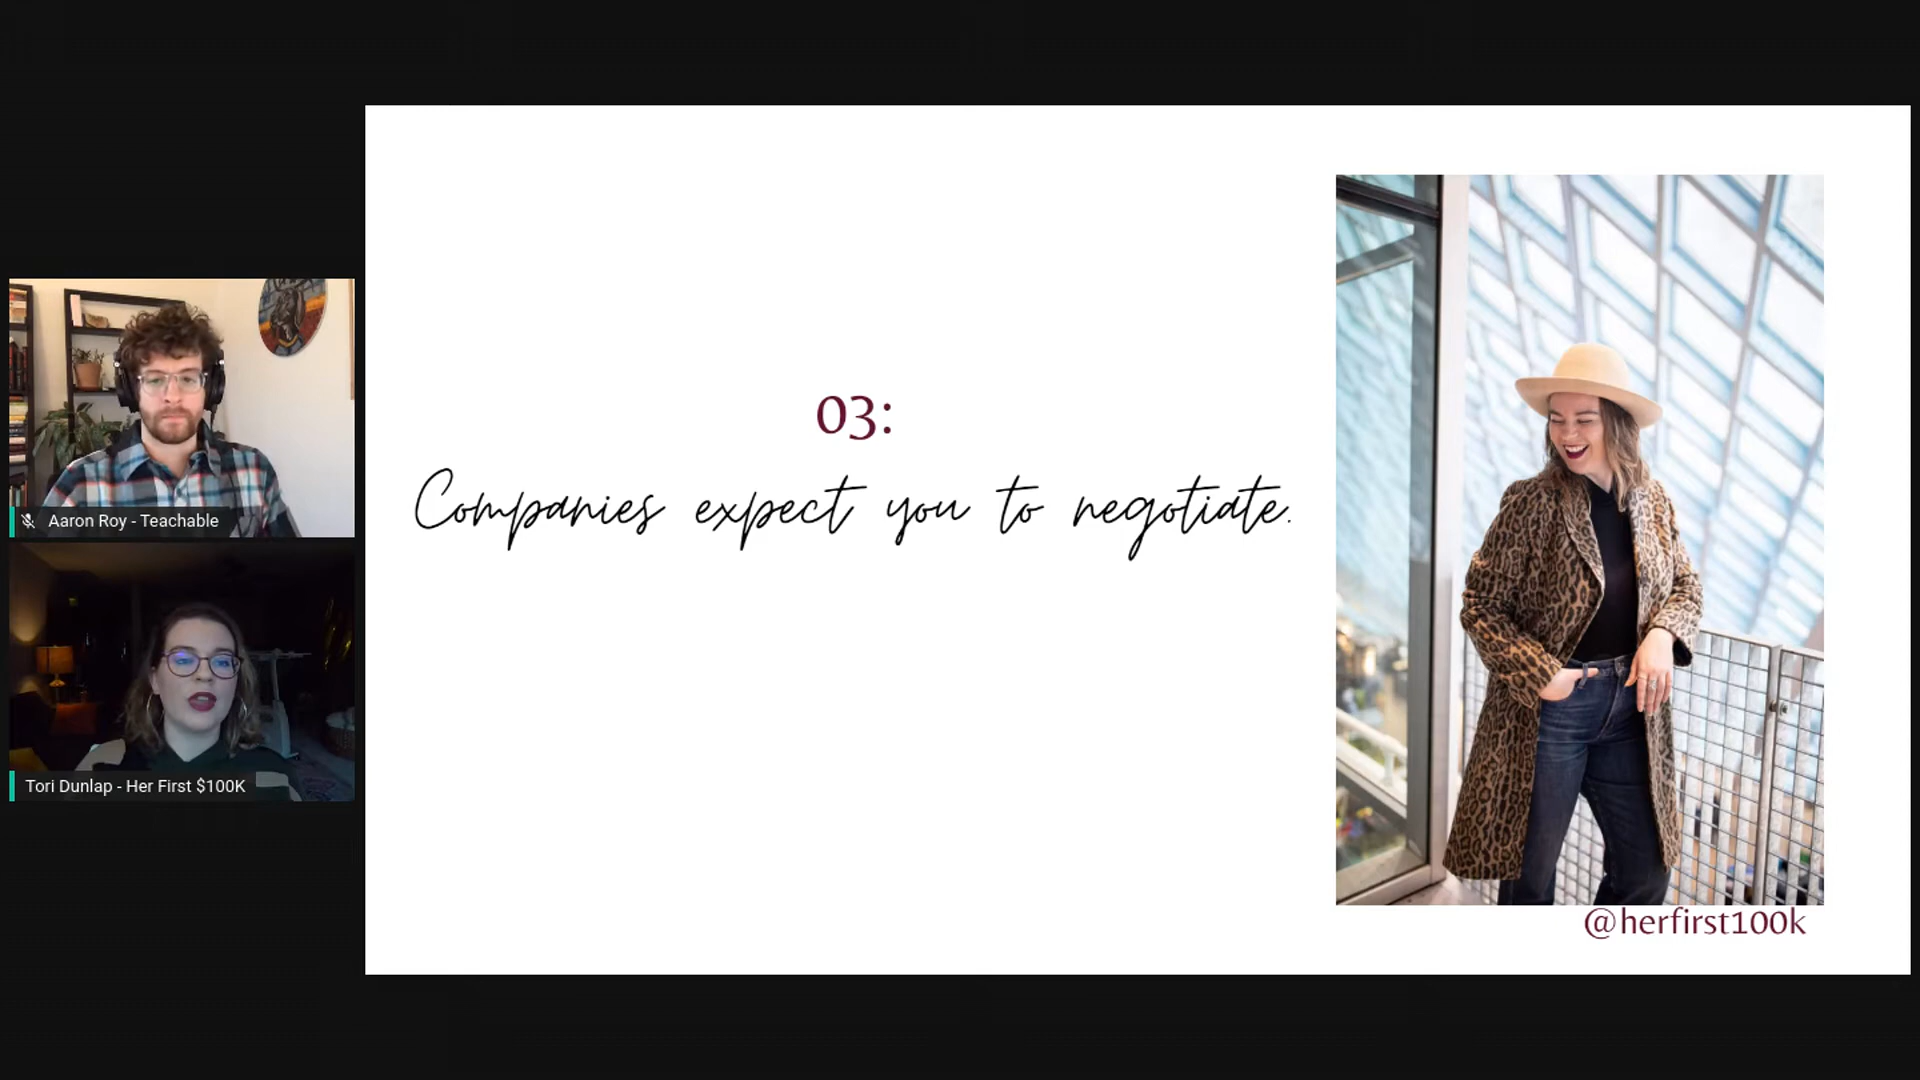 Aaron Roy - Teachable
Tori Dunlap - Her First $100K
03:
Companies expect you to negotiate.
@herfirst100k